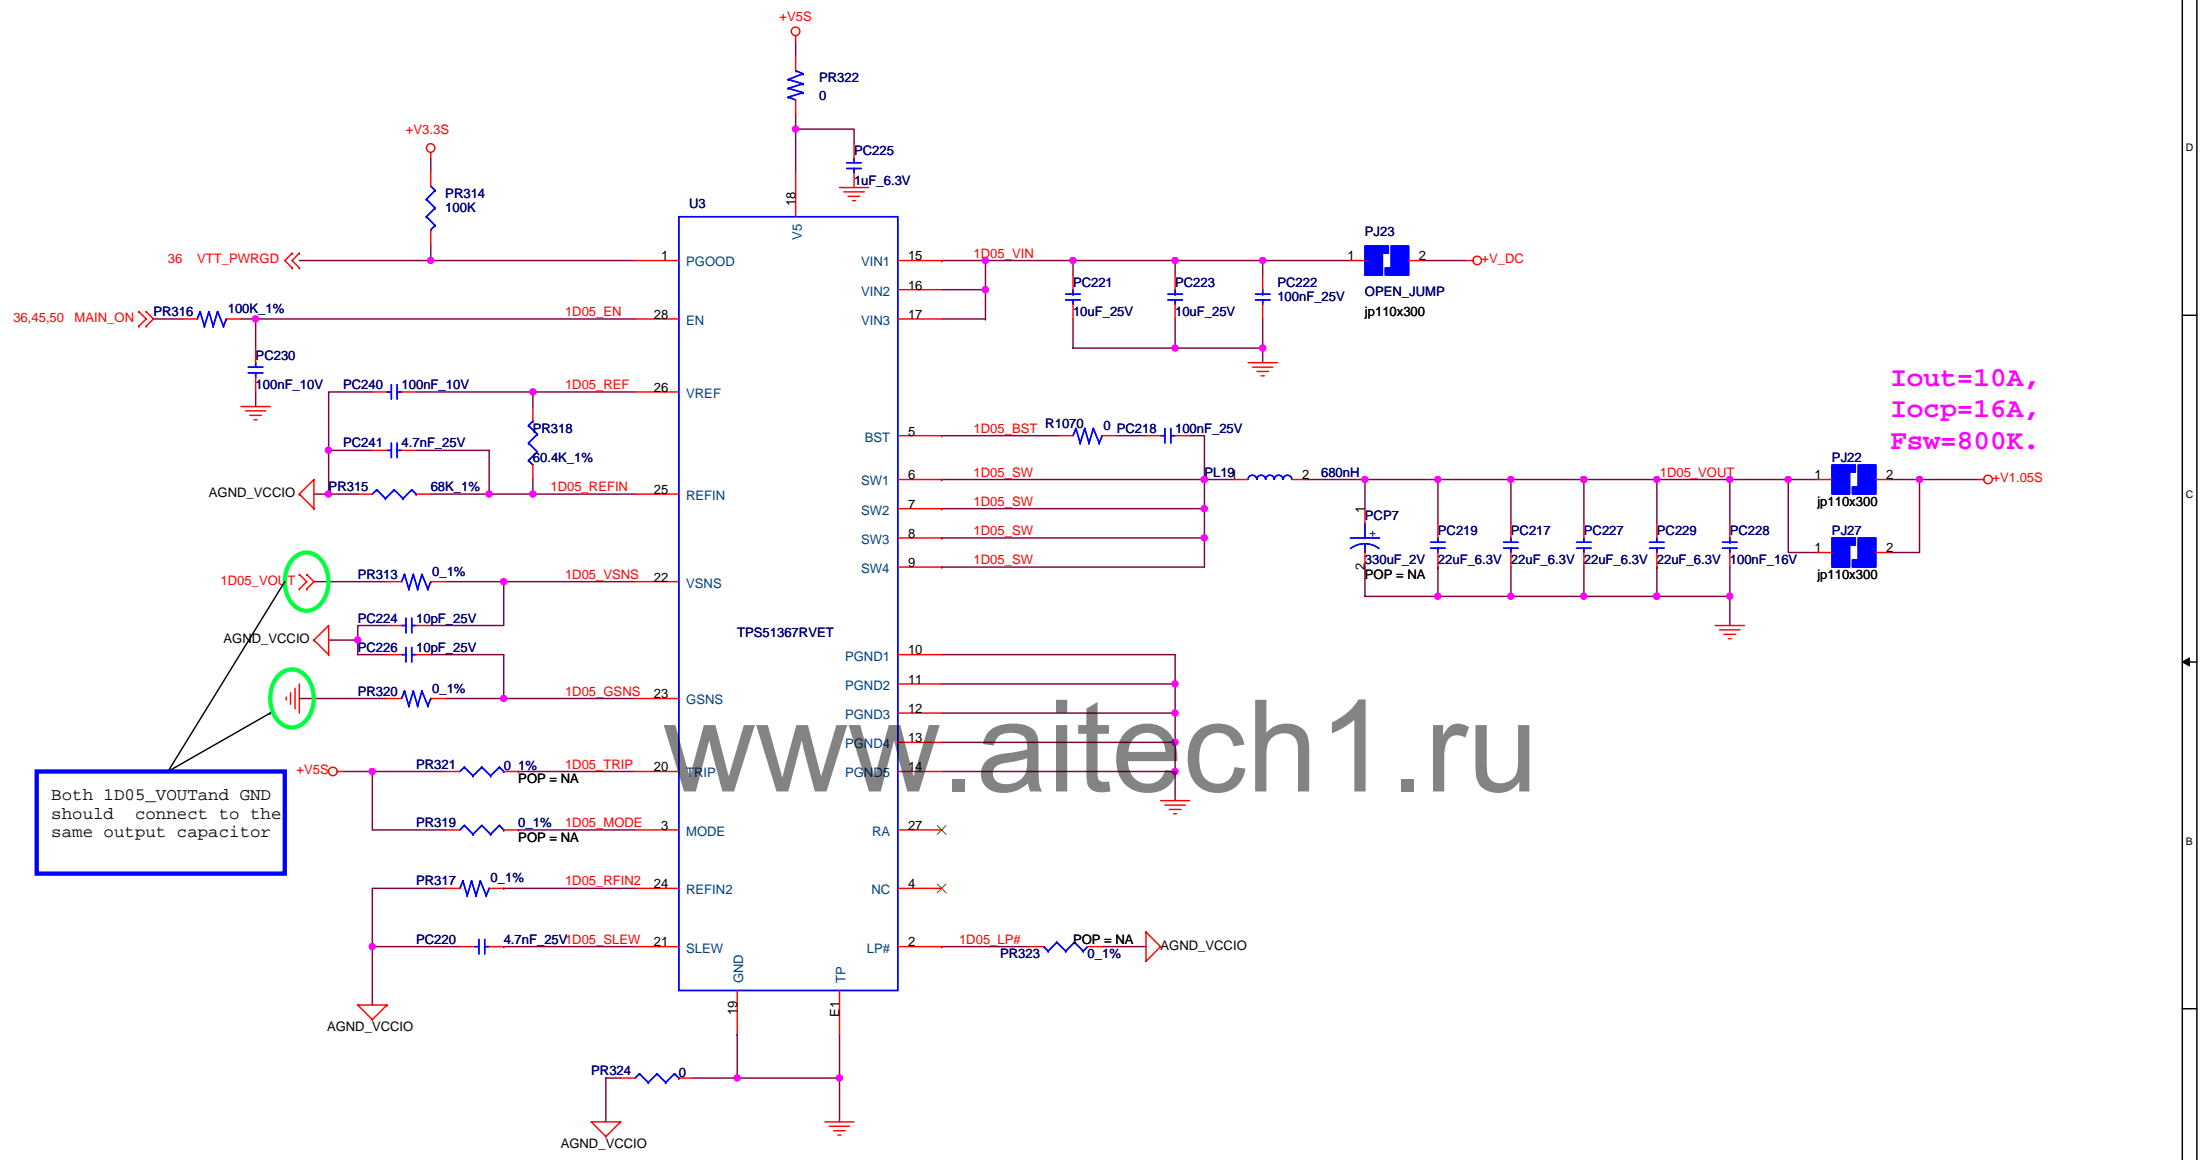 +V5S
PR322
0
PC225
1uF_6.3V
18
V5
+V3.3S
PR314
100K
U3
36 VTT_PWRGD
1
PGOOD
36,45,50 MAIN_ON
PR316
100K_1%
1D05_EN
28
EN
PC230
100nF_10V
PC240
100nF_10V
1D05_REF
26
VREF
PC241
4.7nF_25V
PR318
60.4K_1%
AGND_VCCIO
PR315
68K_1%
1D05_REFIN
25
REFIN
1D05_VOUT
PR313
0_1%
1D05_VSNS
22
VSNS
PC224
10pF_25V
AGND_VCCIO
PC226
10pF_25V
PR320
0_1%
1D05_GSNS
23
GSNS
+V5S
PR321
0_1%
POP = NA
1D05_TRIP
20
TRIP
Both 1D05_VOUTand GND
should connect to the
same output capacitor
PR319
0_1%
POP = NA
1D05_MODE
3
MODE
PR317
0_1%
1D05_RFIN2
24
REFIN2
PC220
4.7nF_25V
1D05_SLEW
21
SLEW
AGND_VCCIO
GND
19
TP
E1
PR324
0
AGND_VCCIO
TPS51367RVET
VIN1
15
1D05_VIN
VIN2
16
VIN3
17
PC221
10uF_25V
PC223
10uF_25V
PC222
100nF_25V
PJ23
1
2
+V_DC
OPEN_JUMP
jp110x300
Iout=10A,
Iocp=16A,
Fsw=800K.
BST
5
1D05_BST
R1070
0
PC218
100nF_25V
SW1
6
1D05_SW
PL19
1
2
680nH
SW2
7
1D05_SW
SW3
8
1D05_SW
SW4
9
1D05_SW
1D05_VOUT
PJ22
1
2
+V1.05S
jp110x300
PJ27
1
2
jp110x300
1
PCP7
330uF_2V
2
POP = NA
PC219
22uF_6.3V
PC217
22uF_6.3V
PC227
22uF_6.3V
PC229
22uF_6.3V
PC228
100nF_16V
PGND1
10
PGND2
11
PGND3
12
PGND4
13
PGND5
14
www.aitech1.ru
RA
27
NC
4
LP#
2
1D05_LP#
PR323
POP = NA
0_1%
AGND_VCCIO
D
C
B